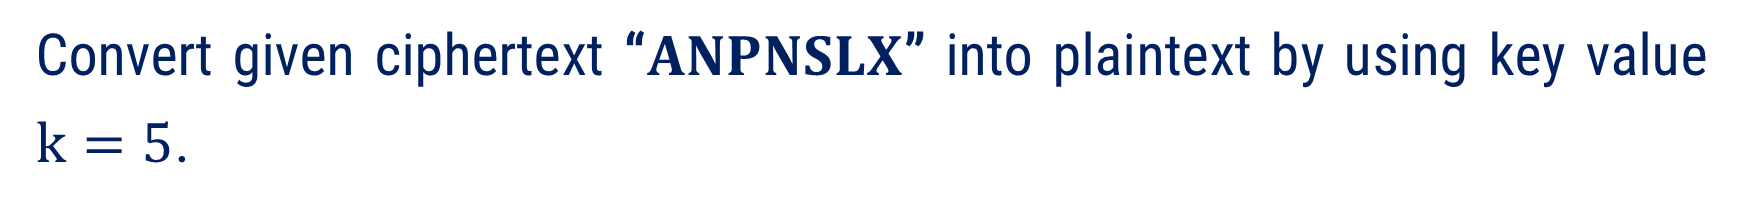 Convert given ciphertext “ANPNSLX” into plaintext by using key value
k = 5.